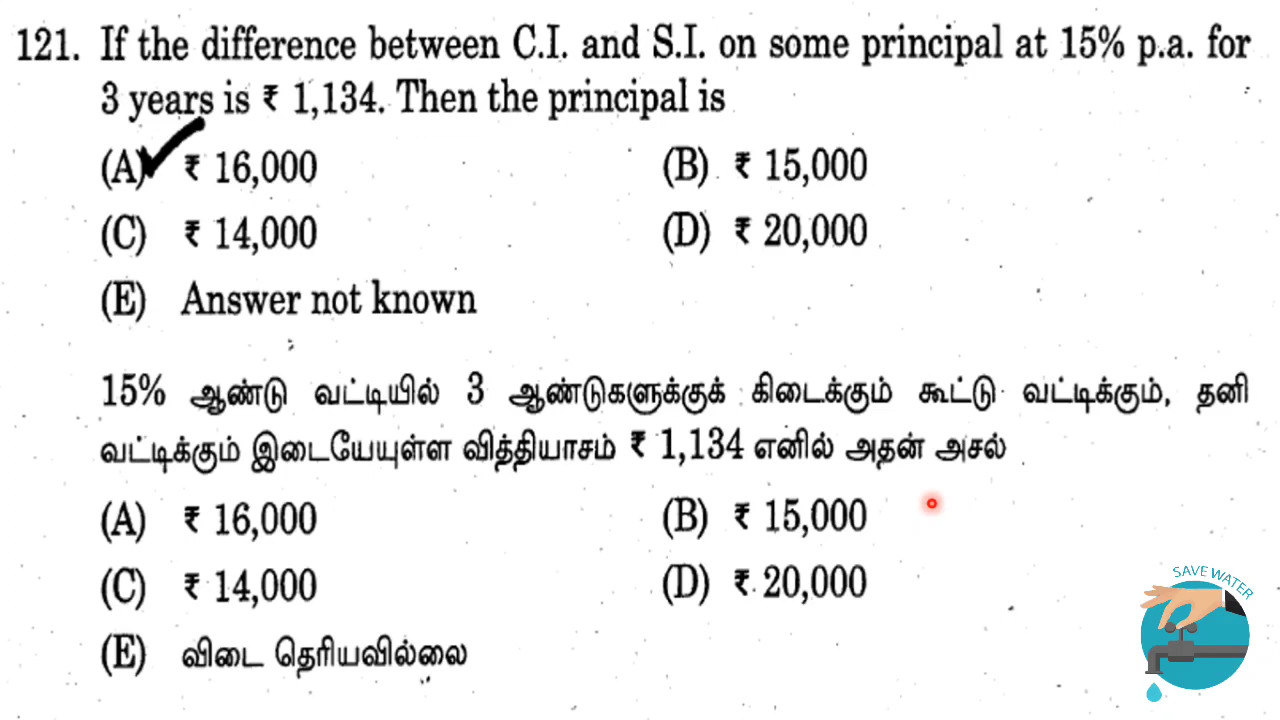 121. If the difference between C.I. and S.I. on some principal at 15% p.a. for
3 years is ₹ 1,134. Then the principal is
(A) ₹ 16,000 (B) ₹ 15,000
(C) ₹ 14,000 (D) ₹ 20,000
(E) Answer not known
15% ஆண்டு வட்டியில் 3 ஆண்டுகளுக்குக் கிடைக்கும் கூட்டு வட்டிக்கும், தனி
வட்டிக்கும் இடையேயுள்ள வித்தியாசம் ₹ 1,134 எனில் அதன் அசல்
(A) ₹ 16,000 (B) ₹ 15,000
(C) ₹ 14,000 (D) ₹ 20,000
(E) விடை தெரியவில்லை
SAVE WATER